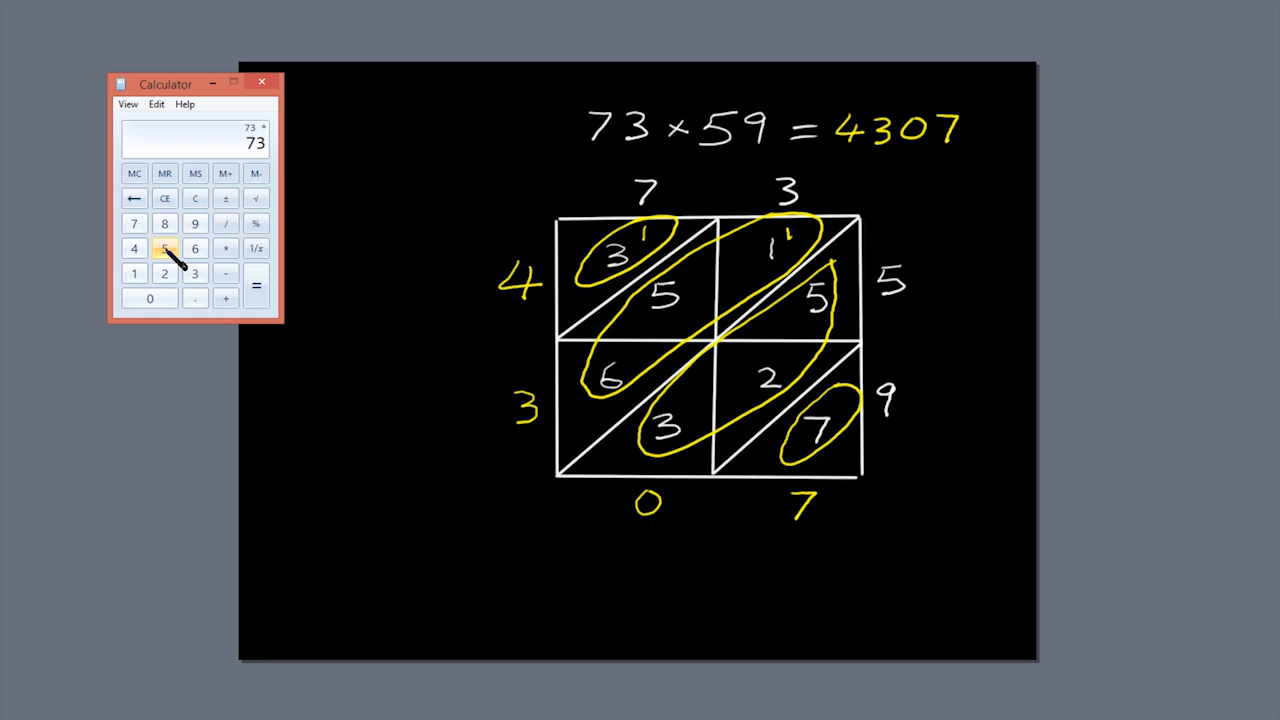 Calculator
View Edit Help
73 *
73
MC MR MS M+ M-
← CE C ± √
7 8 9 / %
4 5 6 * 1/x
1 2 3 - =
0 . +
73 × 59 = 4307
7 3
3 1 1 1
4 5 5 5
6 2
3 3 7 9
0 7